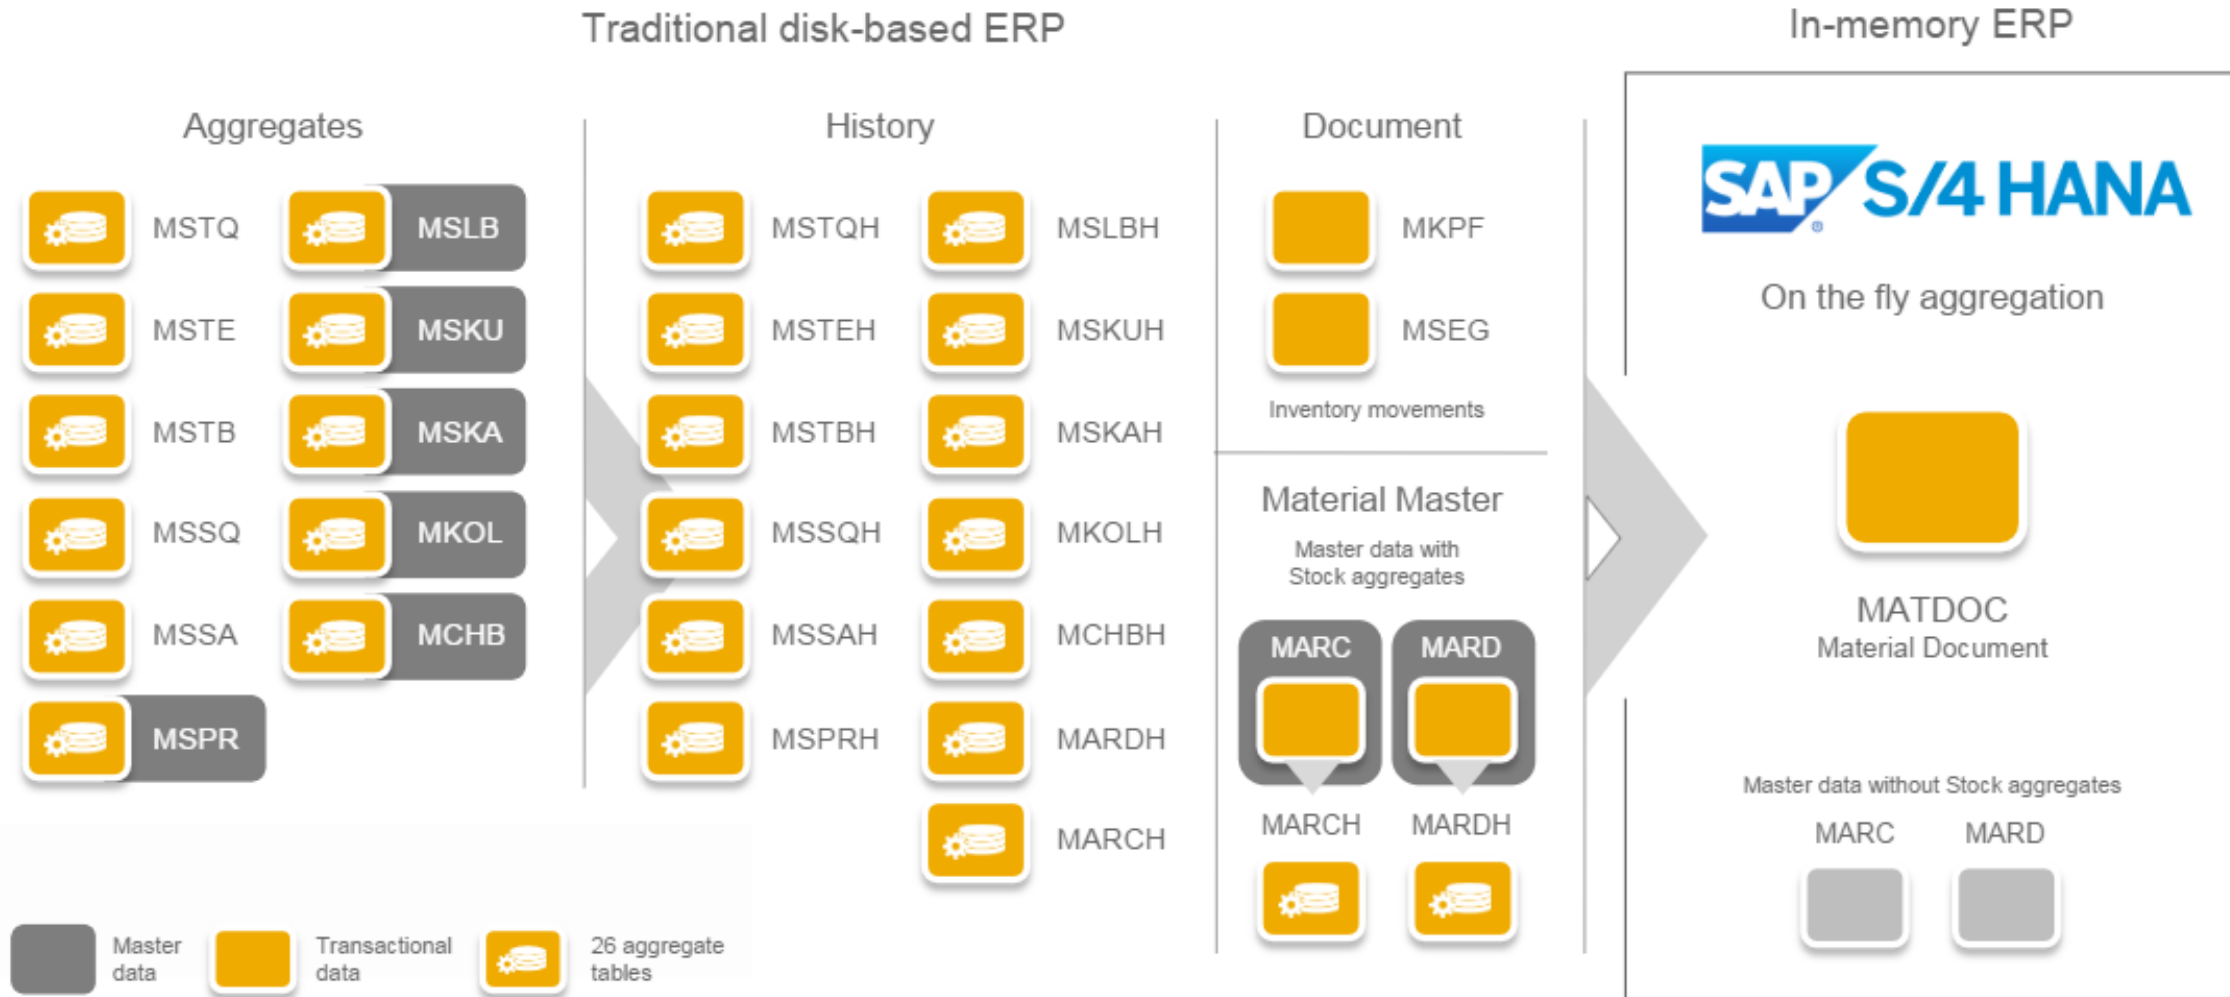 Traditional disk-based ERP
In-memory ERP
Aggregates
MSTQ
MSLB
MSTE
MSKU
MSTB
MSKA
MSSQ
MKOL
MSSA
MCHB
MSPR
History
MSTQH
MSLBH
MSTEH
MSKUH
MSTBH
MSKAH
MSSQH
MKOLH
MSSAH
MCHBH
MSPRH
MARDH
MARCH
Document
MKPF
MSEG
Inventory movements
Material Master
Master data with
Stock aggregates
MARC
MARD
MARCH
MARDH
SAP® S/4 HANA
On the fly aggregation
MATDOC
Material Document
Master data without Stock aggregates
MARC
MARD
Master
data
Transactional
data
26 aggregate
tables